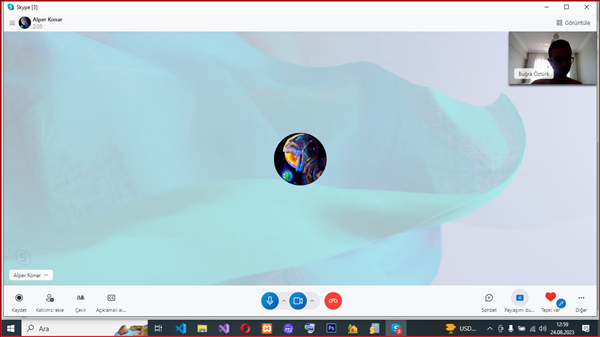 Skype [3]
Alper Konar
2:05
Görüntüle
Buğra Öztürk
Alper Konar
Kaydet
Katılımcı ekle
Çevir
Açıklamalı al...
Sohbet
Paylaşımı du...
Tepki ver
Diğer
Ara
USD...
12:59
24.08.2023